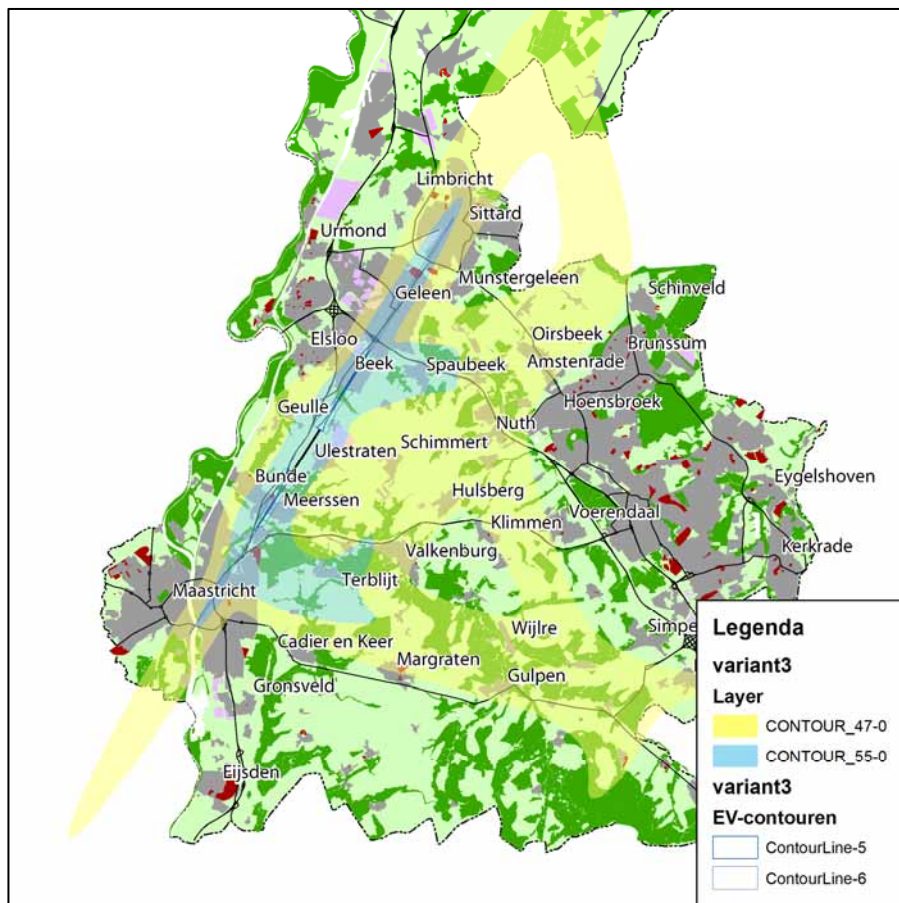 Limbricht
Sittard
Urmond
Munstergeleen
Schinveld
Geleen
Oirsbeek
Elsloo
Brunssum
Beek
Spaubeek
Amstenrade
Geulle
Hoensbroek
Nuth
Ulestraten
Schimmert
Bunde
Eygelshoven
Meerssen
Hulsberg
Voerendaal
Klimmen
Kerkrade
Valkenburg
Maastricht
Terblijt
Wijlre
Simpe
Cadier en Keer
Margraten
Gulpen
Gronsveld
Eijsden
Legenda
variant3
Layer
CONTOUR_47-0
CONTOUR_55-0
variant3
EV-contouren
ContourLine-5
ContourLine-6